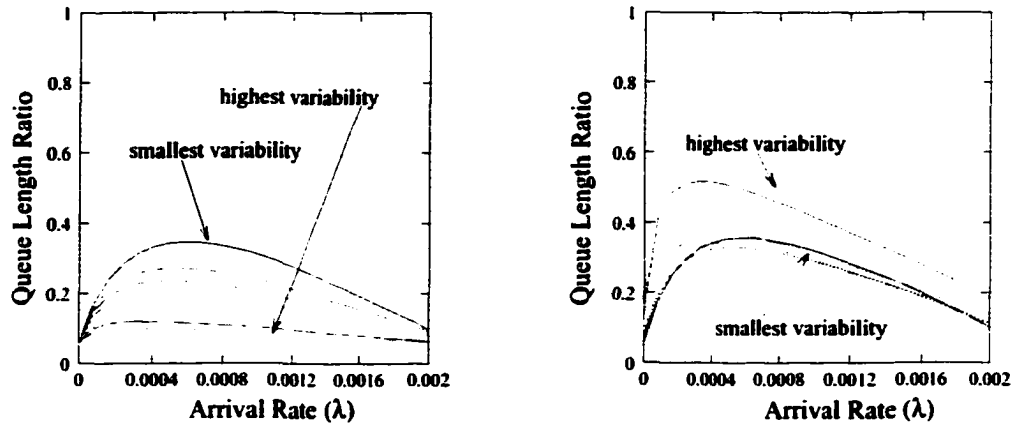 1
0.8
0.6
0.4
0.2
0
Queue Length Ratio
highest variability
smallest variability
0 0.0004 0.0008 0.0012 0.0016 0.002
Arrival Rate (λ)
1
0.8
0.6
0.4
0.2
0
Queue Length Ratio
highest variability
smallest variability
0 0.0004 0.0008 0.0012 0.0016 0.002
Arrival Rate (λ)